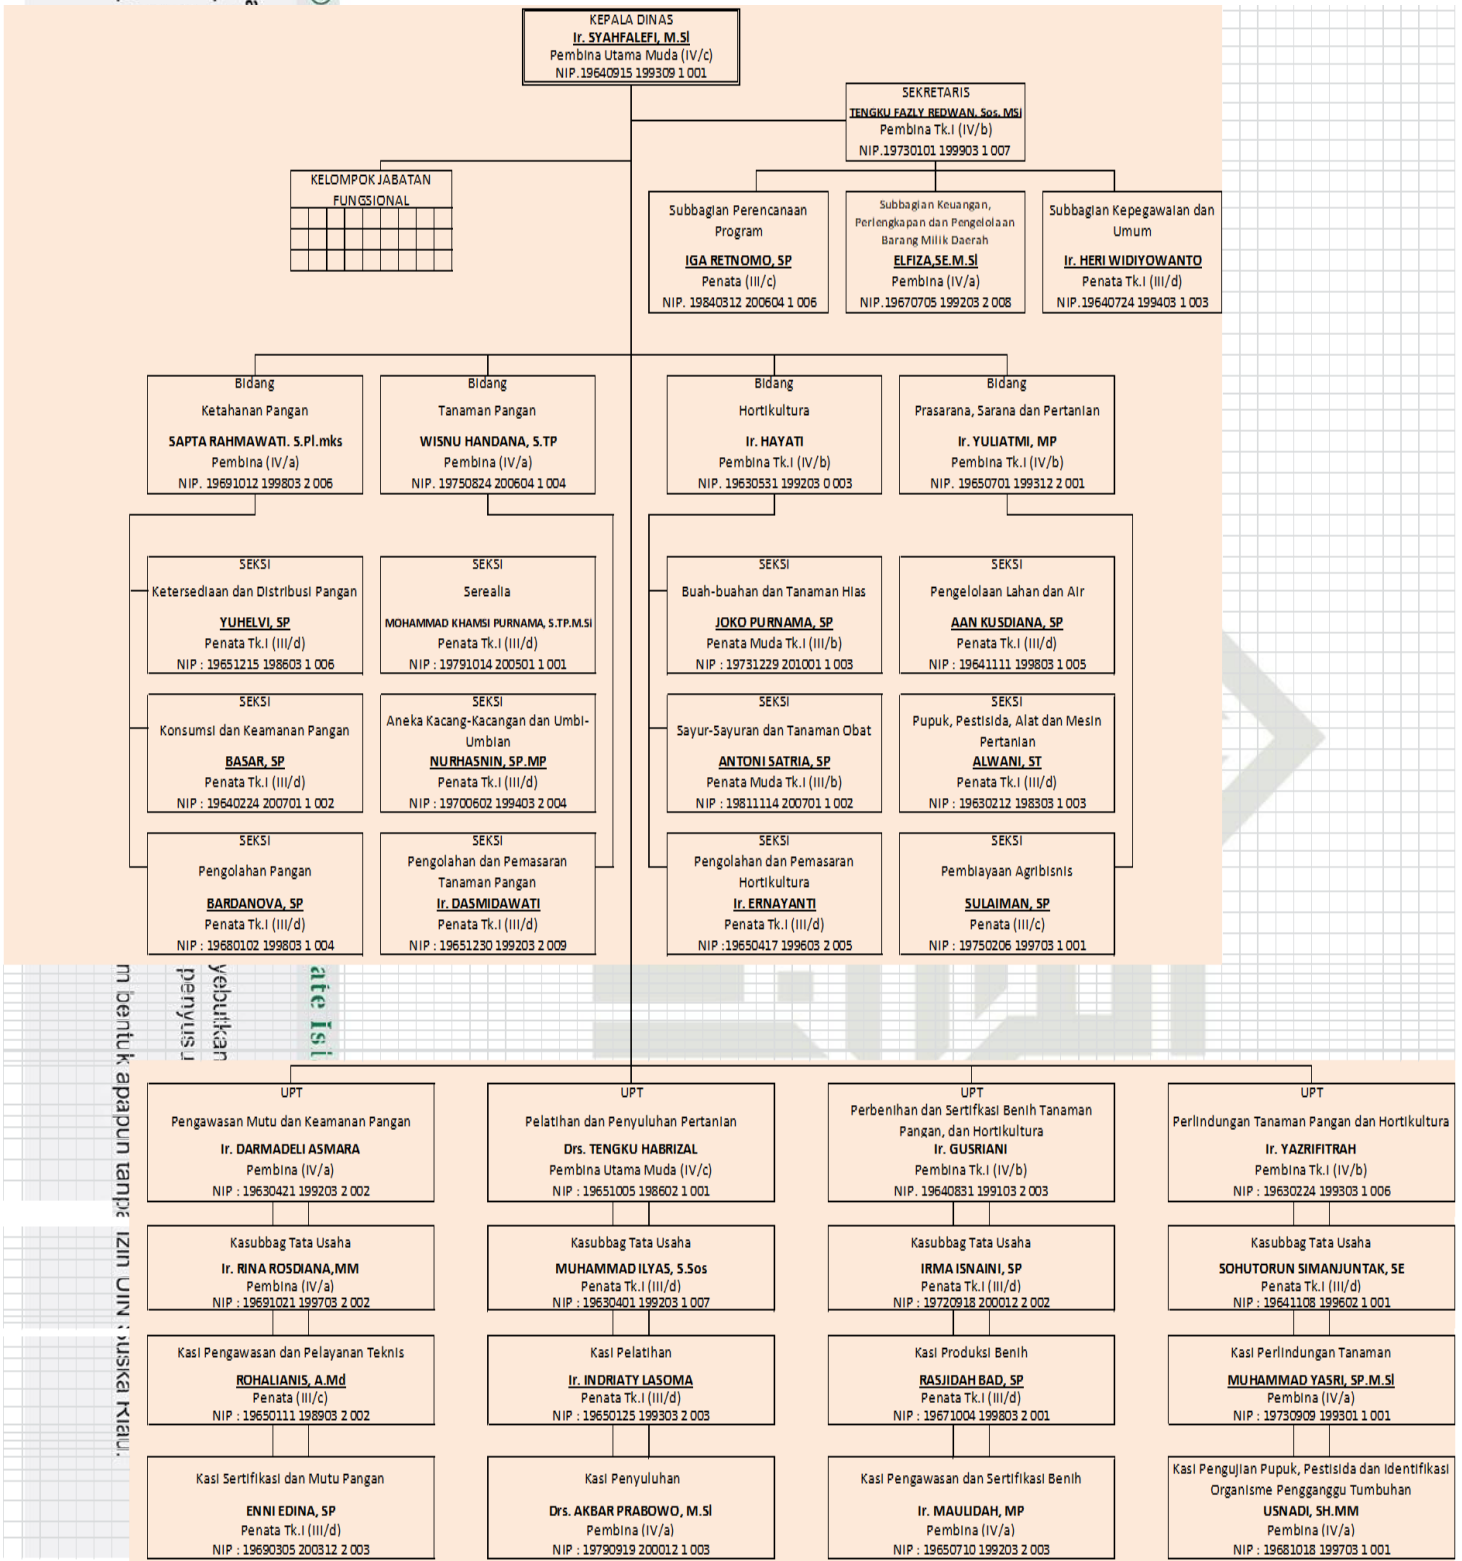 KEPALA DINAS
Ir. SYAHFALEFI, M.Si
Pembina Utama Muda (IV/c)
NIP.19640915 199309 1 001
SEKRETARIS
TENGKU FAZLY REDWAN, Sos, MSi
Pembina Tk.I (IV/b)
NIP.19730101 199903 1 007
KELOMPOK JABATAN
FUNGSIONAL
Subbagian Perencanaan
Program
IGA RETNOMO, SP
Penata (III/c)
NIP. 19840312 200604 1 006
Subbagian Keuangan,
Perlengkapan dan Pengelolaan
Barang Milik Daerah
ELFIZA,SE.M.Si
Pembina (IV/a)
NIP.19670705 199203 2 008
Subbagian Kepegawaian dan
Umum
Ir. HERI WIDIYOWANTO
Penata Tk.I (III/d)
NIP.19640724 199403 1 003
Bidang
Ketahanan Pangan
SAPTA RAHMAWATI. S.Pi.mks
Pembina (IV/a)
NIP. 19691012 199803 2 006
Bidang
Tanaman Pangan
WISNU HANDANA, S.TP
Pembina (IV/a)
NIP. 19750824 200604 1 004
Bidang
Hortikultura
Ir. HAYATI
Pembina Tk.I (IV/b)
NIP. 19630531 199203 0 003
Bidang
Prasarana, Sarana dan Pertanian
Ir. YULIATMI, MP
Pembina Tk.I (IV/b)
NIP. 19650701 199312 2 001
SEKSI
Ketersediaan dan Distribusi Pangan
YUHELVI, SP
Penata Tk.I (III/d)
NIP : 19651215 198603 1 006
SEKSI
Serealia
MOHAMMAD KHAMSI PURNAMA, S.TP.M.Si
Penata Tk.I (III/d)
NIP : 19791014 200501 1 001
SEKSI
Buah-buahan dan Tanaman Hias
JOKO PURNAMA, SP
Penata Muda Tk.I (III/b)
NIP : 19731229 201001 1 003
SEKSI
Pengelolaan Lahan dan Air
AAN KUSDIANA, SP
Penata Tk.I (III/d)
NIP : 19641111 199803 1 005
SEKSI
Konsumsi dan Keamanan Pangan
BASAR, SP
Penata Tk.I (III/d)
NIP : 19640224 200701 1 002
SEKSI
Aneka Kacang-Kacangan dan Umbi-
Umbian
NURHASNIN, SP.MP
Penata Tk.I (III/d)
NIP : 19700602 199403 2 004
SEKSI
Sayur-Sayuran dan Tanaman Obat
ANTONI SATRIA, SP
Penata Muda Tk.I (III/b)
NIP : 19811114 200701 1 002
SEKSI
Pupuk, Pestisida, Alat dan Mesin
Pertanian
ALWANI, ST
Penata Tk.I (III/d)
NIP : 19630212 198303 1 003
SEKSI
Pengolahan Pangan
BARDANOVA, SP
Penata Tk.I (III/d)
NIP : 19680102 199803 1 004
SEKSI
Pengolahan dan Pemasaran
Tanaman Pangan
Ir. DASMIDAWATI
Penata Tk.I (III/d)
NIP : 19651230 199203 2 009
SEKSI
Pengolahan dan Pemasaran
Hortikultura
Ir. ERNAYANTI
Penata Tk.I (III/d)
NIP :19650417 199603 2 005
SEKSI
Pembiayaan Agribisnis
SULAIMAN, SP
Penata (III/c)
NIP : 19750206 199703 1 001
ate Isl
yebutkan
penyusu
m bentuk apapun tanpa izin UIN Suska Riau.
UPT
Pengawasan Mutu dan Keamanan Pangan
Ir. DARMADELI ASMARA
Pembina (IV/a)
NIP : 19630421 199203 2 002
UPT
Pelatihan dan Penyuluhan Pertanian
Drs. TENGKU HABRIZAL
Pembina Utama Muda (IV/c)
NIP : 19651005 198602 1 001
UPT
Perbenihan dan Sertifkasi Benih Tanaman
Pangan, dan Hortikultura
Ir. GUSRIANI
Pembina Tk.I (IV/b)
NIP. 19640831 199103 2 003
UPT
Perlindungan Tanaman Pangan dan Hortikultura
Ir. YAZRIFITRAH
Pembina Tk.I (IV/b)
NIP : 19630224 199303 1 006
Kasubbag Tata Usaha
Ir. RINA ROSDIANA,MM
Pembina (IV/a)
NIP : 19691021 199703 2 002
Kasubbag Tata Usaha
MUHAMMAD ILYAS, S.Sos
Penata Tk.I (III/d)
NIP : 19630401 199203 1 007
Kasubbag Tata Usaha
IRMA ISNAINI, SP
Penata Tk.I (III/d)
NIP : 19720918 200012 2 002
Kasubbag Tata Usaha
SOHUTORUN SIMANJUNTAK, SE
Penata Tk.I (III/d)
NIP : 19641108 199602 1 001
Kasi Pengawasan dan Pelayanan Teknis
ROHALIANIS, A.Md
Penata (III/c)
NIP : 19650111 198903 2 002
Kasi Pelatihan
Ir. INDRIATY LASOMA
Penata Tk.I (III/d)
NIP : 19650125 199303 2 003
Kasi Produksi Benih
RASJIDAH BAD, SP
Penata Tk.I (III/d)
NIP : 19671004 199803 2 001
Kasi Perlindungan Tanaman
MUHAMMAD YASRI, SP.M.Si
Pembina (IV/a)
NIP : 19730909 199301 1 001
Kasi Sertifikasi dan Mutu Pangan
ENNI EDINA, SP
Penata Tk.I (III/d)
NIP : 19690305 200312 2 003
Kasi Penyuluhan
Drs. AKBAR PRABOWO, M.Si
Pembina (IV/a)
NIP : 19790919 200012 1 003
Kasi Pengawasan dan Sertifikasi Benih
Ir. MAULIDAH, MP
Pembina (IV/a)
NIP : 19650710 199203 2 003
Kasi Pengujian Pupuk, Pestisida dan Identifikasi
Organisme Pengganggu Tumbuhan
USNADI, SH.MM
Pembina (IV/a)
NIP : 19681018 199703 1 001